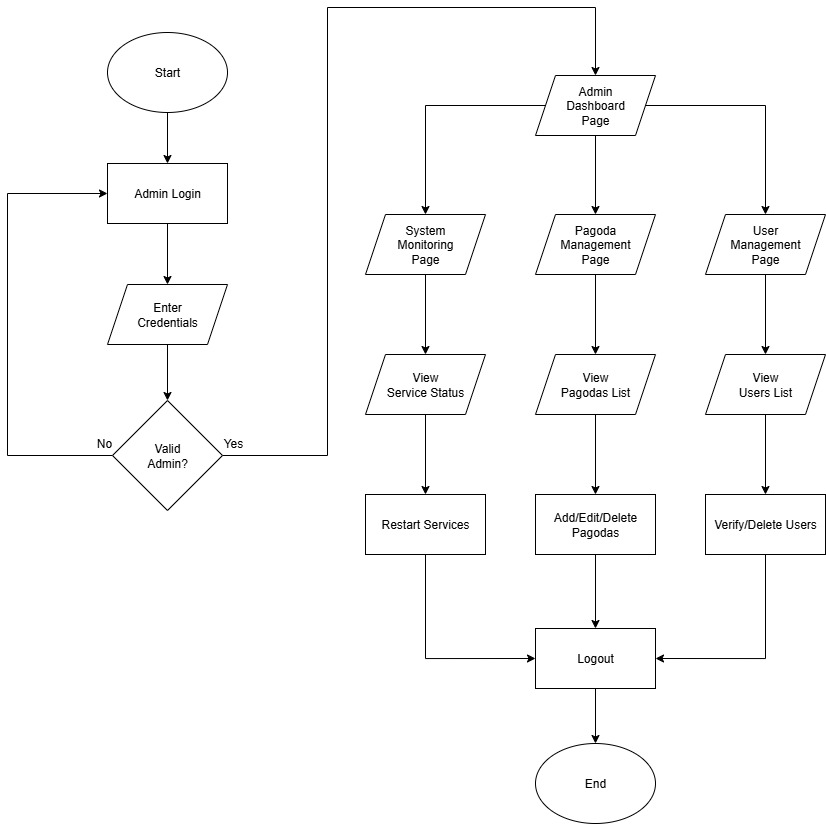 Start
Admin Login
Enter
Credentials
Valid
Admin?
No
Yes
Admin
Dashboard
Page
System
Monitoring
Page
Pagoda
Management
Page
User
Management
Page
View
Service Status
View
Pagodas List
View
Users List
Restart Services
Add/Edit/Delete
Pagodas
Verify/Delete Users
Logout
End